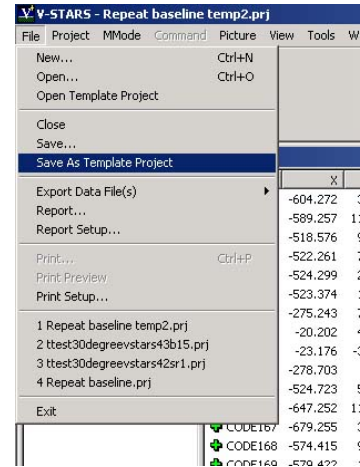 V-STARS - Repeat baseline temp2.prj
File Project MMode Command Picture View Tools W
New... Ctrl+N
Open... Ctrl+O
Open Template Project
Close
Save...
Save As Template Project
Export Data File(s)
Report...
Report Setup...
Print... Ctrl+P
Print Preview
Print Setup...
1 Repeat baseline temp2.prj
2 ttest30degreevstars43b15.prj
3 ttest30degreevstars42sr1.prj
4 Repeat baseline.prj
Exit
X
-604.272
-589.257
-518.576
-522.261
-524.299
-523.374
-275.243
-20.202
-23.176
-278.703
-524.723
-647.252
CODE167 -679.255
CODE168 -574.415
CODE169 -579.422